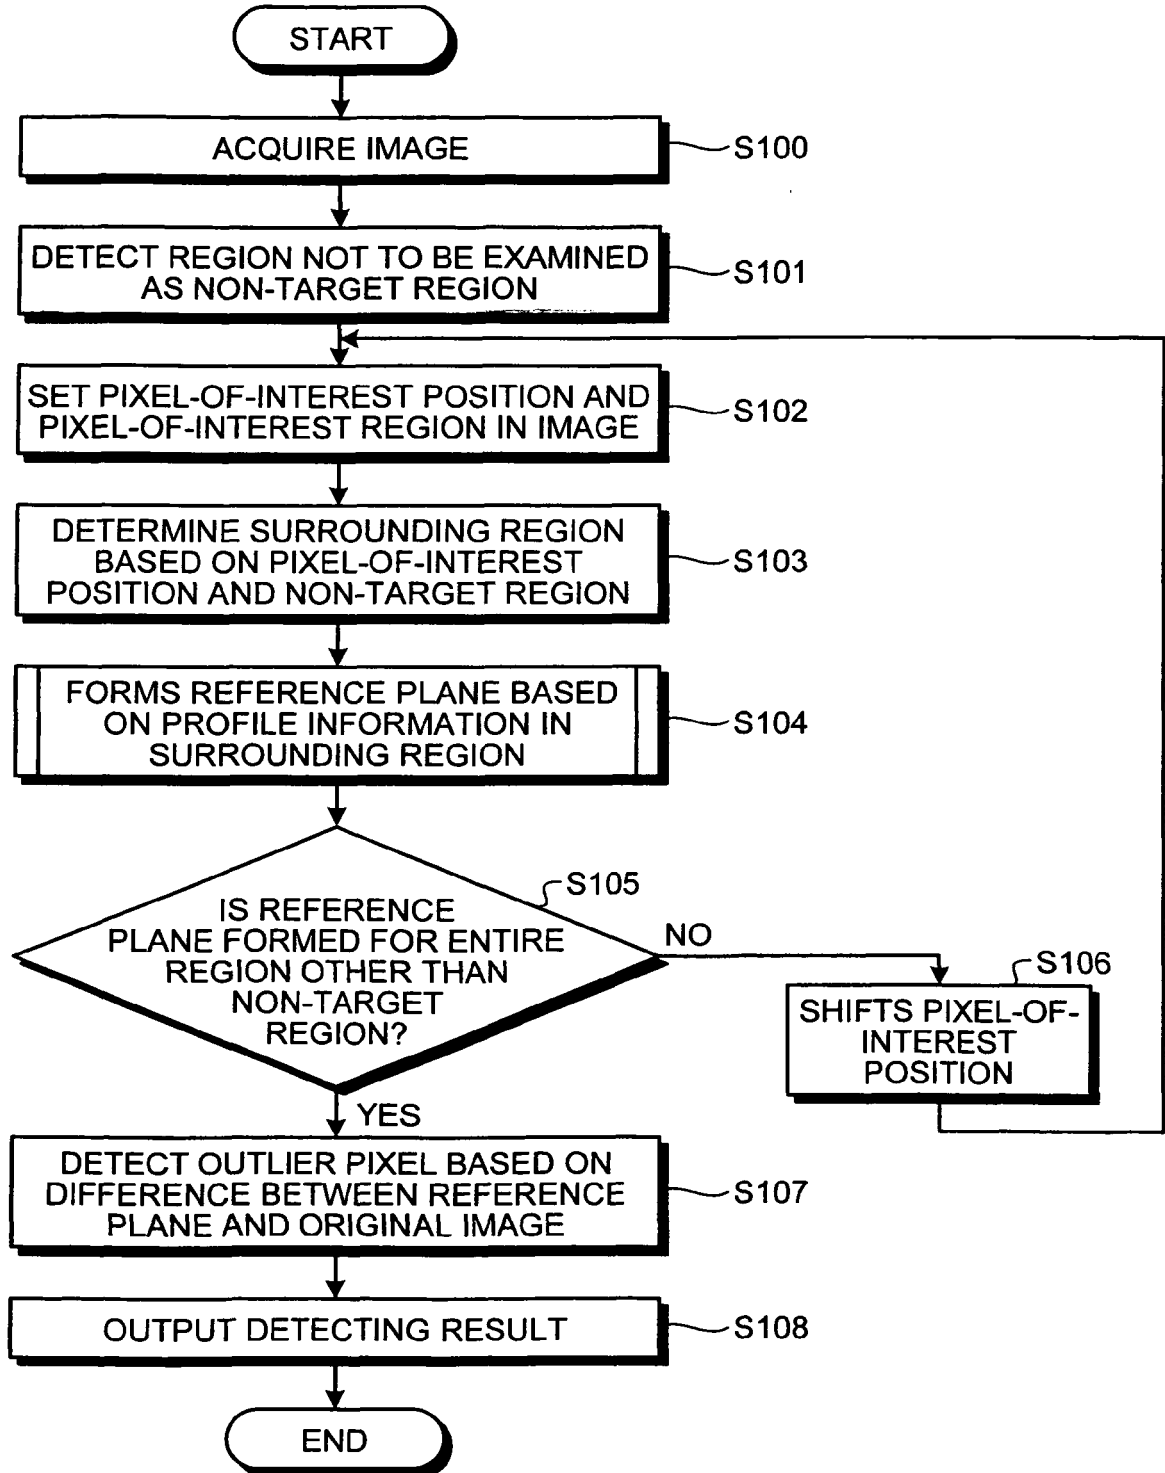 START
ACQUIRE IMAGE
S100
DETECT REGION NOT TO BE EXAMINED
AS NON-TARGET REGION
S101
SET PIXEL-OF-INTEREST POSITION AND
PIXEL-OF-INTEREST REGION IN IMAGE
S102
DETERMINE SURROUNDING REGION
BASED ON PIXEL-OF-INTEREST
POSITION AND NON-TARGET REGION
S103
FORMS REFERENCE PLANE BASED
ON PROFILE INFORMATION IN
SURROUNDING REGION
S104
S105
IS REFERENCE
PLANE FORMED FOR ENTIRE
REGION OTHER THAN
NON-TARGET
REGION?
NO
S106
SHIFTS PIXEL-OF-
INTEREST
POSITION
YES
DETECT OUTLIER PIXEL BASED ON
DIFFERENCE BETWEEN REFERENCE
PLANE AND ORIGINAL IMAGE
S107
OUTPUT DETECTING RESULT
S108
END